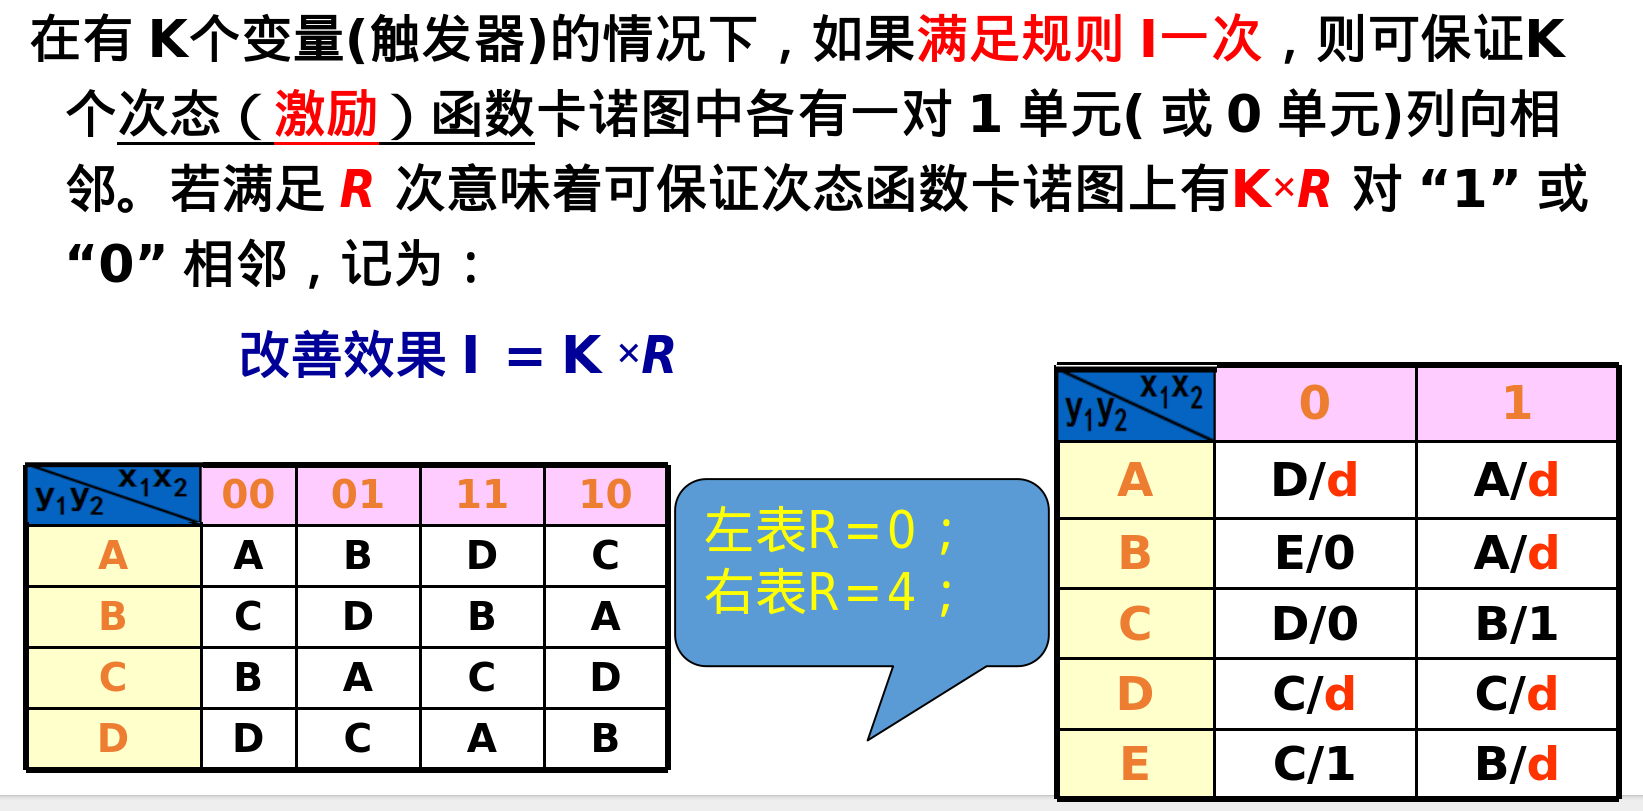 在有 K个变量(触发器)的情况下，如果满足规则 I一次，则可保证K
个次态（激励）函数卡诺图中各有一对 1 单元( 或 0 单元)列向相
邻。若满足 R 次意味着可保证次态函数卡诺图上有K×R 对 “1” 或
“0” 相邻，记为：
改善效果 I = K ×R
x1x2 0 1
y1y2
A D/d A/d
B E/0 A/d
C D/0 B/1
D C/d C/d
E C/1 B/d
x1x2 00 01 11 10
y1y2
A A B D C
B C D B A
C B A C D
D D C A B
左表R＝0；
右表R＝4；